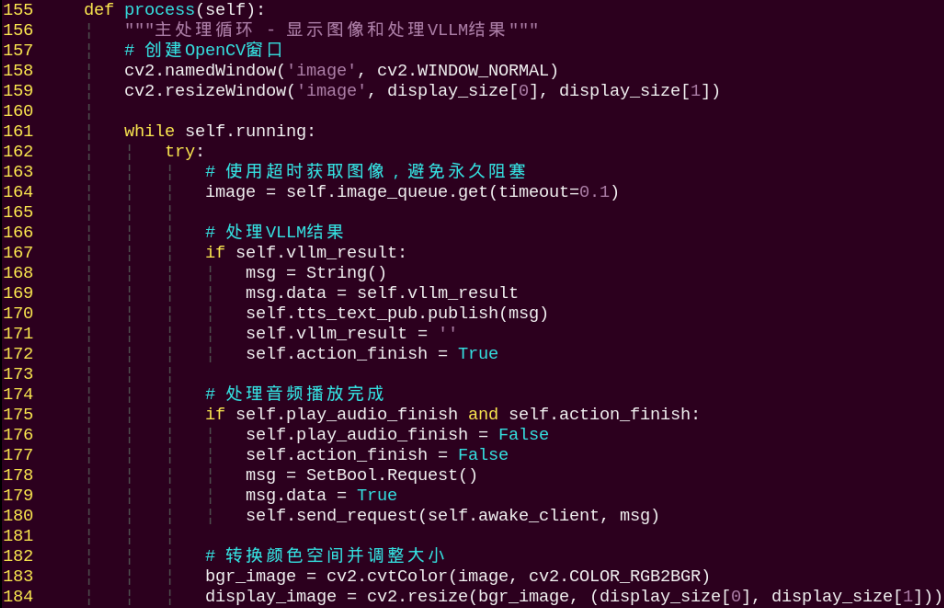 155     def process(self):
156         """主处理循环 - 显示图像和处理VLLM结果"""
157         # 创建OpenCV窗口
158         cv2.namedWindow('image', cv2.WINDOW_NORMAL)
159         cv2.resizeWindow('image', display_size[0], display_size[1])
160
161         while self.running:
162             try:
163                 # 使用超时获取图像，避免永久阻塞
164                 image = self.image_queue.get(timeout=0.1)
165
166                 # 处理VLLM结果
167                 if self.vllm_result:
168                     msg = String()
169                     msg.data = self.vllm_result
170                     self.tts_text_pub.publish(msg)
171                     self.vllm_result = ''
172                     self.action_finish = True
173
174                 # 处理音频播放完成
175                 if self.play_audio_finish and self.action_finish:
176                     self.play_audio_finish = False
177                     self.action_finish = False
178                     msg = SetBool.Request()
179                     msg.data = True
180                     self.send_request(self.awake_client, msg)
181
182                 # 转换颜色空间并调整大小
183                 bgr_image = cv2.cvtColor(image, cv2.COLOR_RGB2BGR)
184                 display_image = cv2.resize(bgr_image, (display_size[0], display_size[1]))